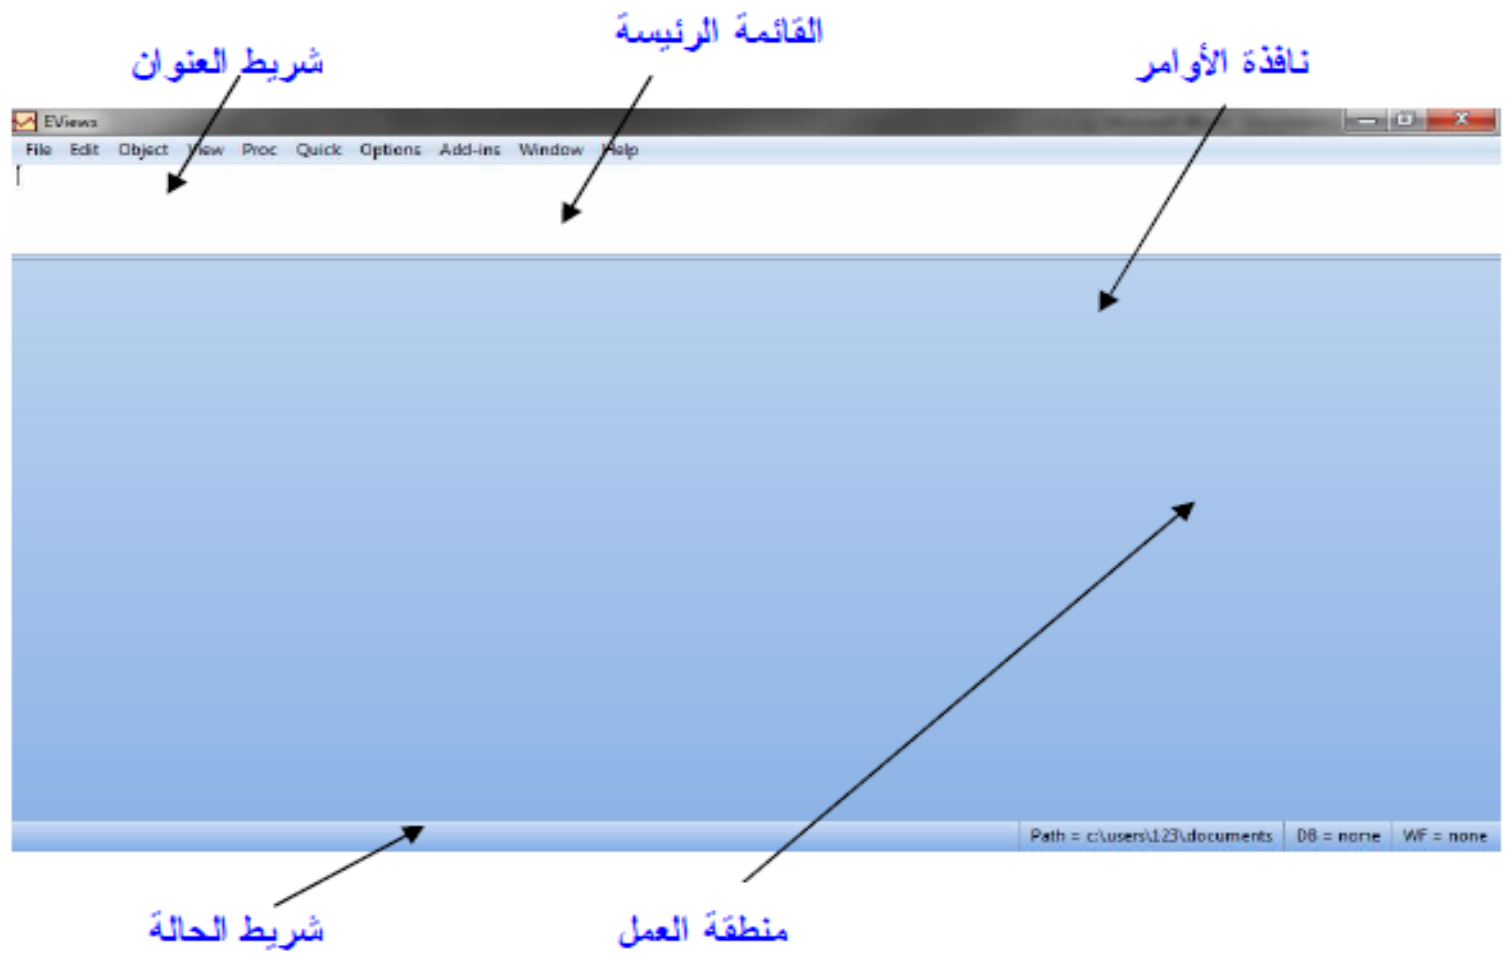 القائمة الرئيسة
شريط العنوان
نافذة الأوامر
EViews
File Edit Object View Proc Quick Options Add-ins Window Help
Path = c:\users\123\documents DB = none WF = none
شريط الحالة
منطقة العمل